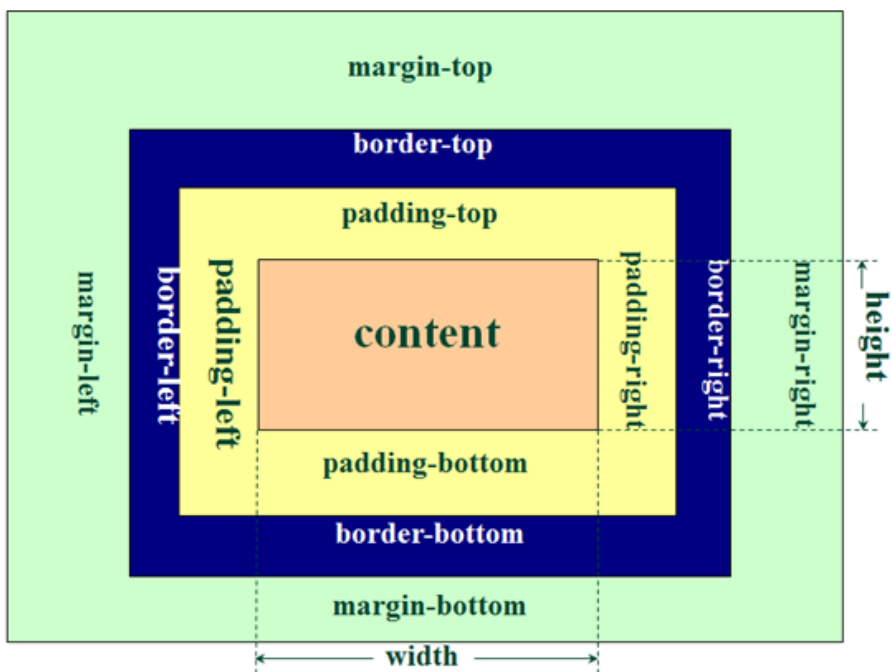 margin-top
border-top
padding-top
margin-left
border-left
padding-left
content
padding-right
border-right
margin-right
height
padding-bottom
border-bottom
margin-bottom
width